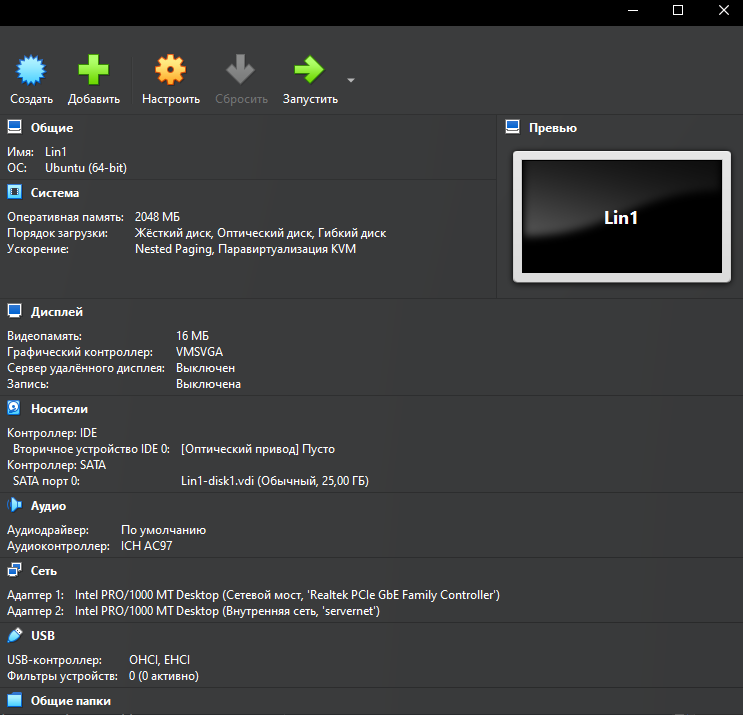 Создать Добавить Настроить Сбросить Запустить
Общие
Имя: Lin1
ОС: Ubuntu (64-bit)
Превью
Lin1
Система
Оперативная память: 2048 МБ
Порядок загрузки: Жёсткий диск, Оптический диск, Гибкий диск
Ускорение: Nested Paging, Паравиртуализация KVM
Дисплей
Видеопамять: 16 МБ
Графический контроллер: VMSVGA
Сервер удалённого дисплея: Выключен
Запись: Выключена
Носители
Контроллер: IDE
Вторичное устройство IDE 0: [Оптический привод] Пусто
Контроллер: SATA
SATA порт 0: Lin1-disk1.vdi (Обычный, 25,00 ГБ)
Аудио
Аудиодрайвер: По умолчанию
Аудиоконтроллер: ICH AC97
Сеть
Адаптер 1: Intel PRO/1000 MT Desktop (Сетевой мост, 'Realtek PCIe GbE Family Controller')
Адаптер 2: Intel PRO/1000 MT Desktop (Внутренняя сеть, 'servernet')
USB
USB-контроллер: OHCI, EHCI
Фильтры устройств: 0 (0 активно)
Общие папки